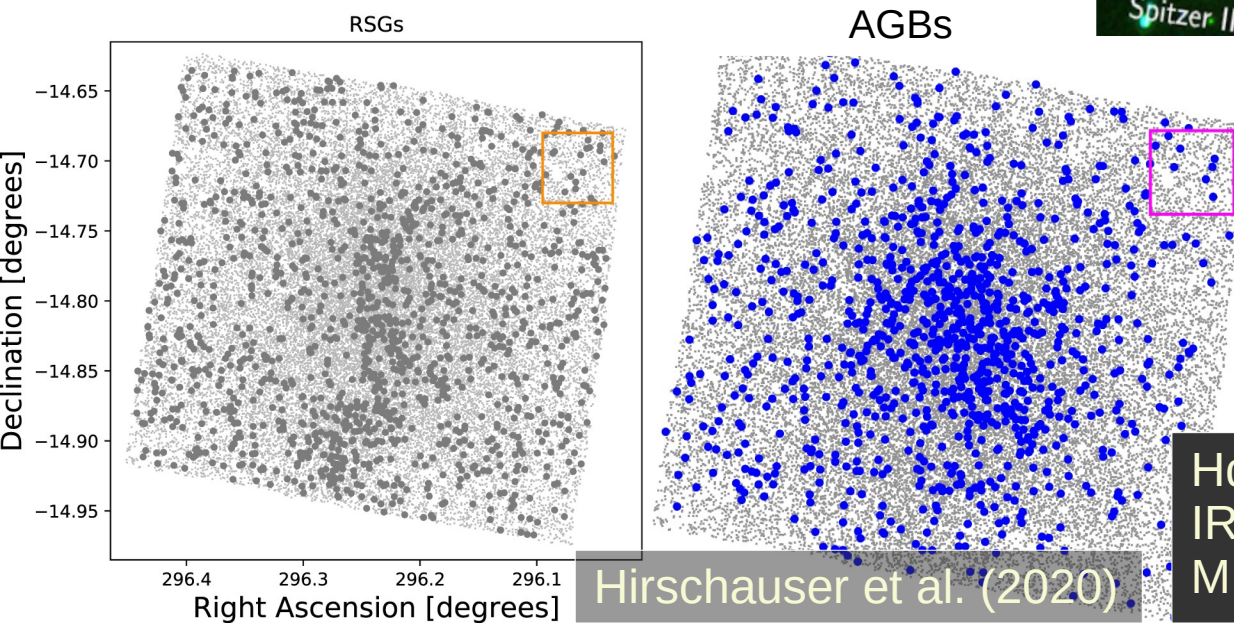 RSGs
AGBs
Spitzer
−14.65
−14.70
−14.75
−14.80
−14.85
−14.90
−14.95
Declination [degrees]
296.4 296.3 296.2 296.1
Right Ascension [degrees]
Hirschauser et al. (2020)